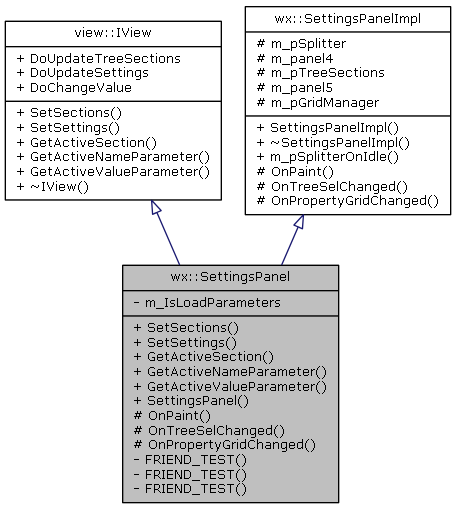 view::IView
+ DoUpdateTreeSections
+ DoUpdateSettings
+ DoChangeValue
+ SetSections()
+ SetSettings()
+ GetActiveSection()
+ GetActiveNameParameter()
+ GetActiveValueParameter()
+ ~IView()
wx::SettingsPanelImpl
# m_pSplitter
# m_panel4
# m_pTreeSections
# m_panel5
# m_pGridManager
+ SettingsPanelImpl()
+ ~SettingsPanelImpl()
+ m_pSplitterOnIdle()
# OnPaint()
# OnTreeSelChanged()
# OnPropertyGridChanged()
wx::SettingsPanel
- m_IsLoadParameters
+ SetSections()
+ SetSettings()
+ GetActiveSection()
+ GetActiveNameParameter()
+ GetActiveValueParameter()
+ SettingsPanel()
# OnPaint()
# OnTreeSelChanged()
# OnPropertyGridChanged()
- FRIEND_TEST()
- FRIEND_TEST()
- FRIEND_TEST()